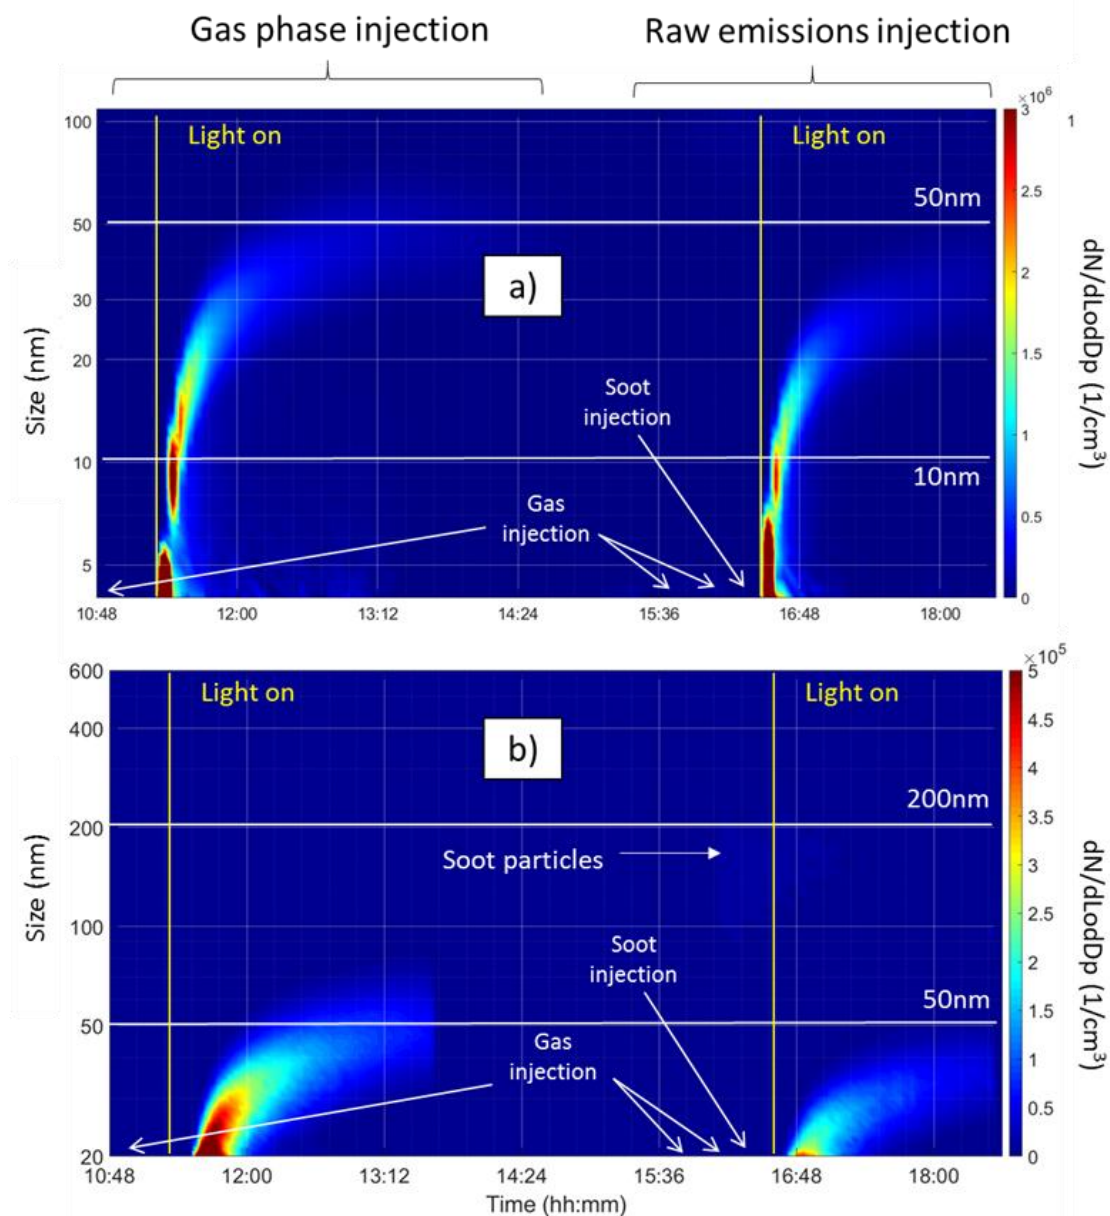 Gas phase injection
Raw emissions injection
×10⁶
100
Light on
Light on
3
1
50nm
2.5
50
a)
2
30
Size (nm)
dN/dLodDp (1/cm³)
20
1.5
Soot
injection
1
10
10nm
Gas
injection
0.5
5
0
10:48
12:00
13:12
14:24
15:36
16:48
18:00
×10⁵
600
5
Light on
Light on
4.5
400
b)
4
200nm
200
3.5
Size (nm)
dN/dLodDp (1/cm³)
Soot particles
3
2.5
100
Soot
injection
2
50nm
50
1.5
Gas
injection
1
0.5
20
0
10:48
12:00
13:12
14:24
15:36
16:48
18:00
Time (hh:mm)